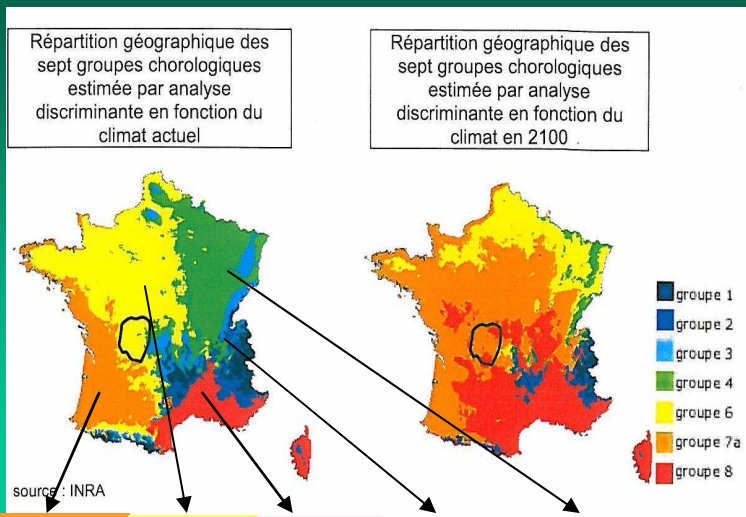 Répartition géographique des
sept groupes chorologiques
estimée par analyse
discriminante en fonction du
climat actuel
Répartition géographique des
sept groupes chorologiques
estimée par analyse
discriminante en fonction du
climat en 2100
groupe 1
groupe 2
groupe 3
groupe 4
groupe 6
groupe 7a
groupe 8
source : INRA